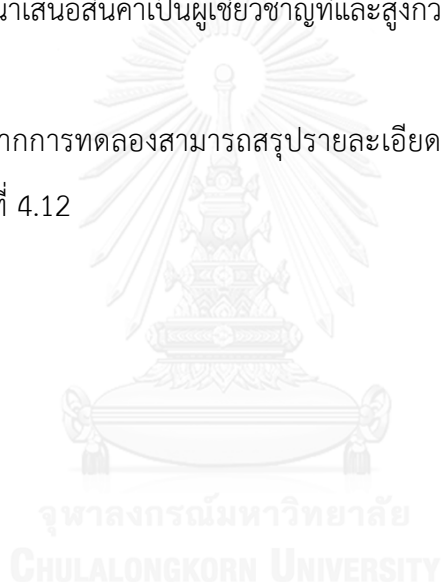 นำเสนอสินค้าเป็นผู้เชี่ยวชาญที่และสูงกว
ากการทดลองสามารถสรุปรายละเอียด
ที่ 4.12
จุฬาลงกรณ์มหาวิทยาลัย
CHULALONGKORN UNIVERSITY